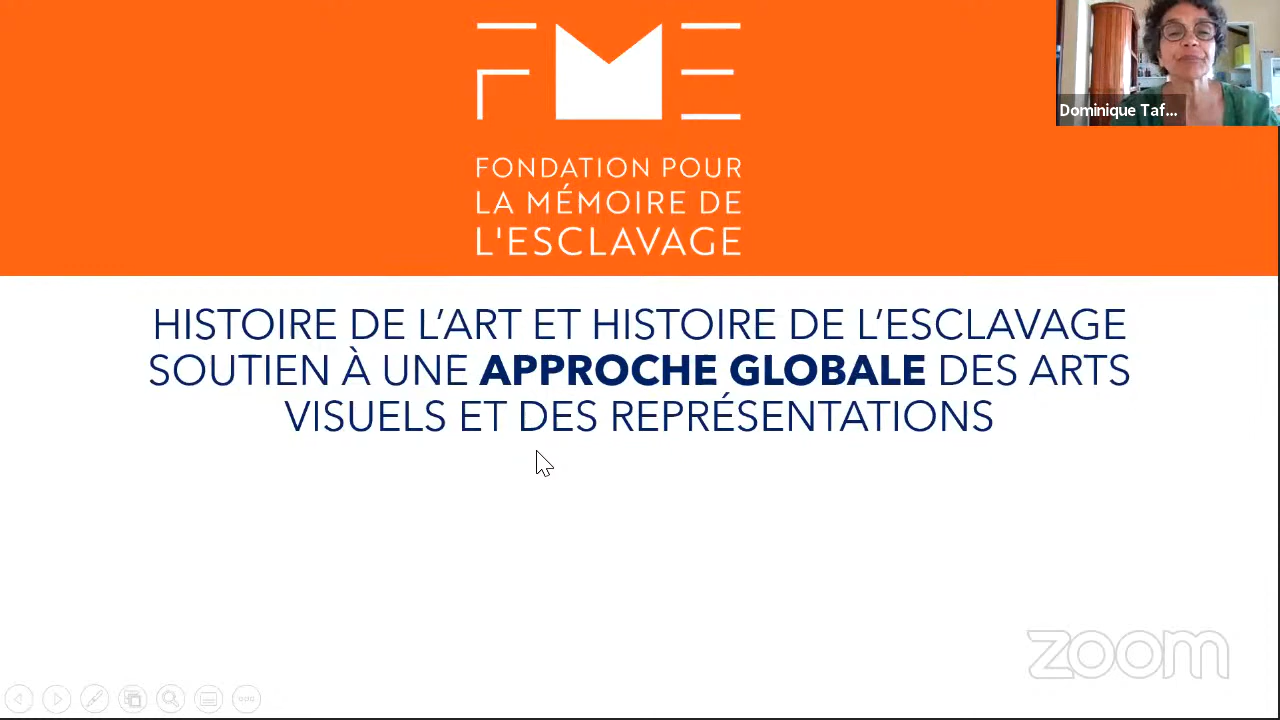 FME
FONDATION POUR
LA MÉMOIRE DE
L'ESCLAVAGE
Dominique Taf...
HISTOIRE DE L’ART ET HISTOIRE DE L’ESCLAVAGE
SOUTIEN À UNE APPROCHE GLOBALE DES ARTS
VISUELS ET DES REPRÉSENTATIONS
zoom